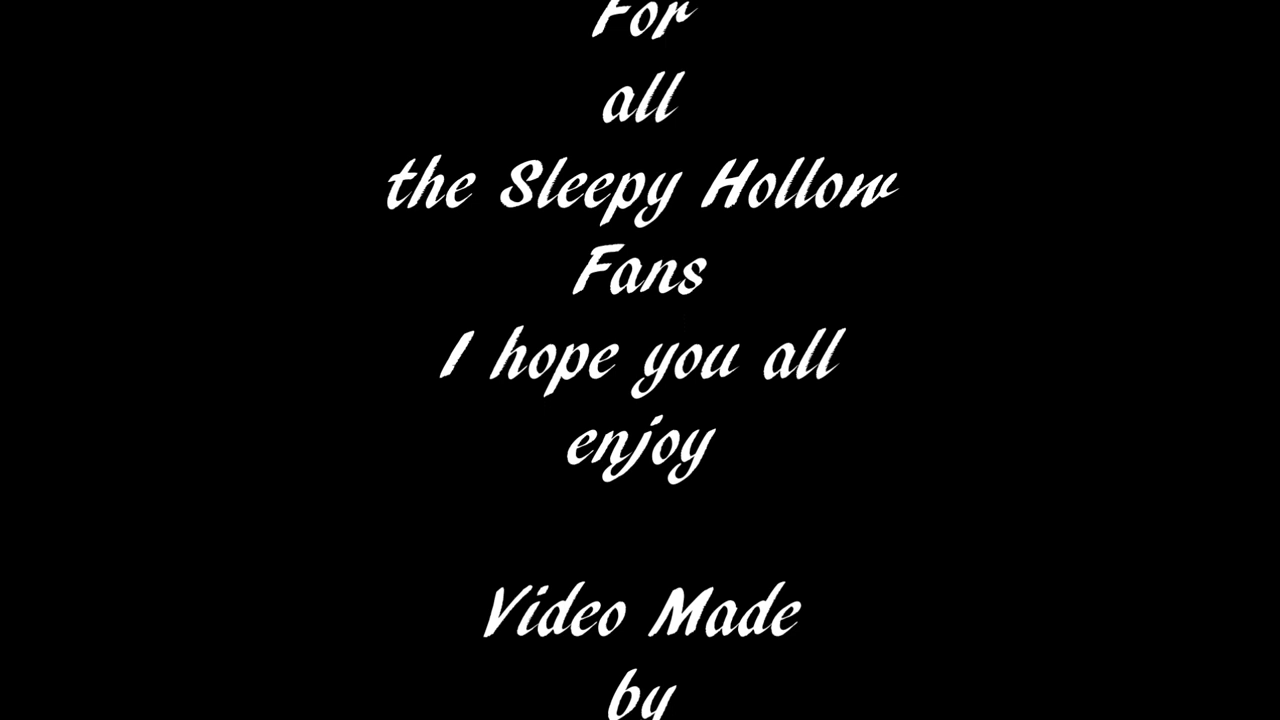 For
all
the Sleepy Hollow
Fans
I hope you all
enjoy
Video Made
by